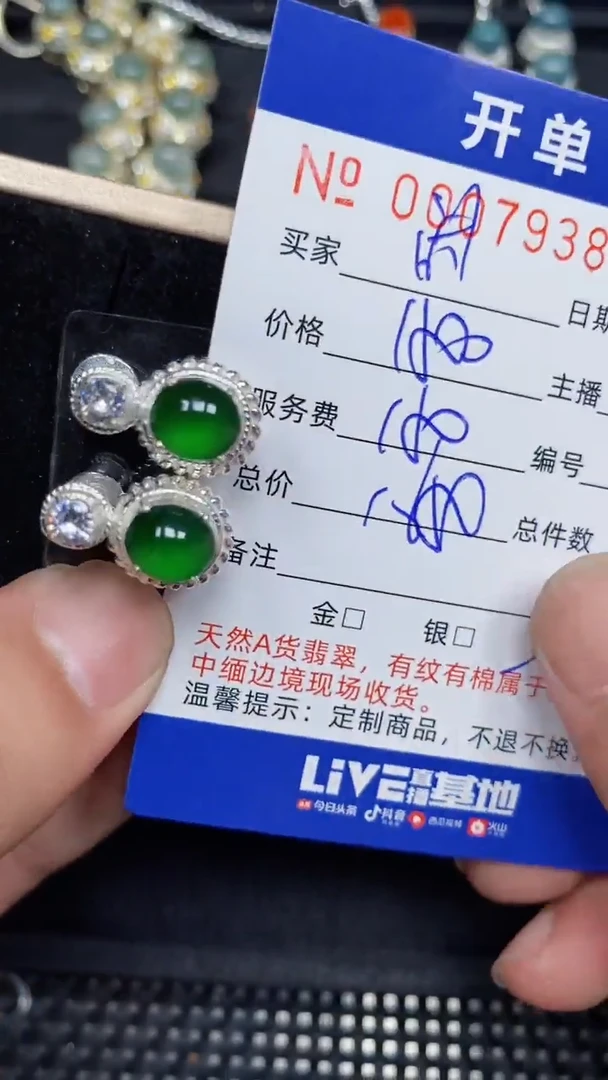 开单
Nº 0007938
买家
日期
价格
主播
服务费
编号
总价
总件数
备注
金□ 银□
天然A货翡翠，有纹有棉属于
中缅边境现场收货。
温馨提示：定制商品，不退不换
LiVE直播基地
今日头条 抖音 西瓜视频 火山